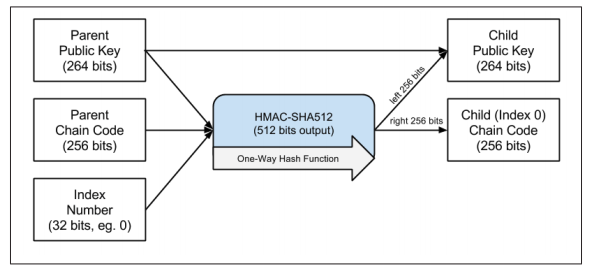 Parent
Public Key
(264 bits)
Child
Public Key
(264 bits)
left 256 bits
Parent
Chain Code
(256 bits)
HMAC-SHA512
(512 bits output)
One-Way Hash Function
right 256 bits
Child (Index 0)
Chain Code
(256 bits)
Index
Number
(32 bits, eg. 0)